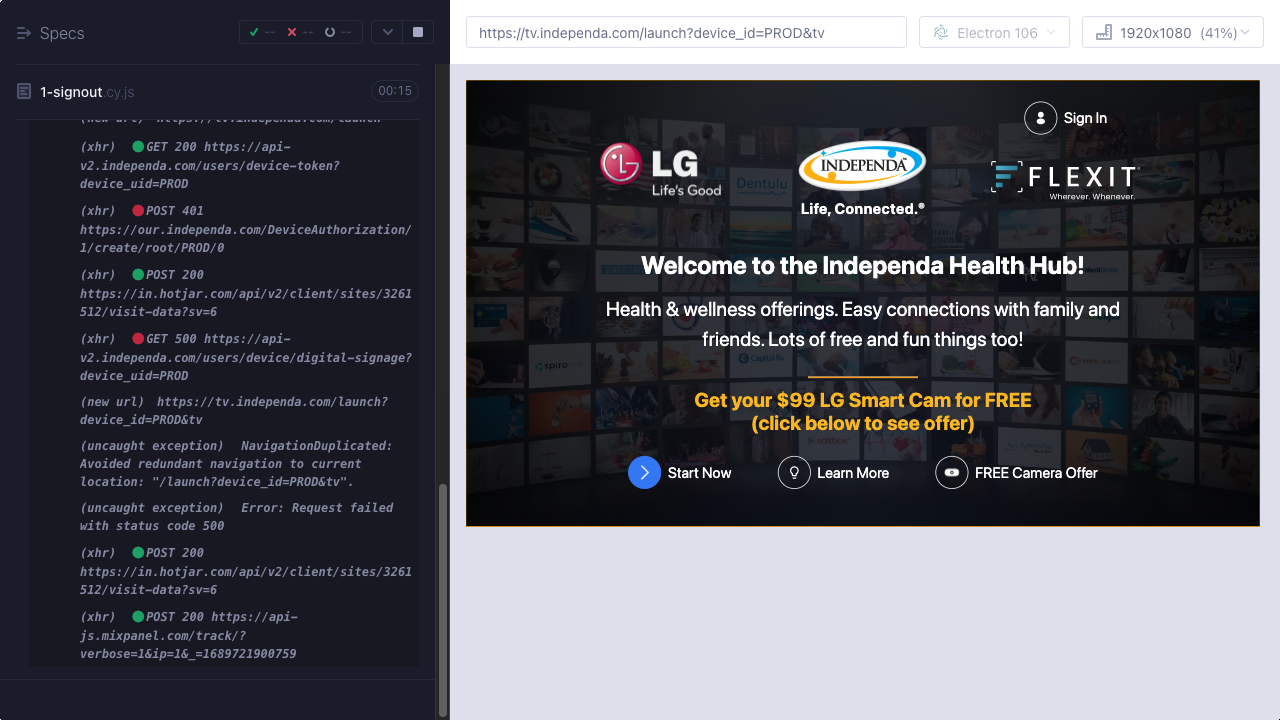 Specs
-- -- --
https://tv.independa.com/launch?device_id=PROD&tv
Electron 106
1920x1080 (41%)
1-signout.cy.js
00:15
(new url) https://tv.independa.com/launch
(xhr) GET 200 https://api-
v2.independa.com/users/device-token?
device_uid=PROD
(xhr) POST 401
https://our.independa.com/DeviceAuthorization/
1/create/root/PROD/0
(xhr) POST 200
https://in.hotjar.com/api/v2/client/sites/3261
512/visit-data?sv=6
(xhr) GET 500 https://api-
v2.independa.com/users/device/digital-signage?
device_uid=PROD
(new url) https://tv.independa.com/launch?
device_id=PROD&tv
(uncaught exception) NavigationDuplicated:
Avoided redundant navigation to current
location: "/launch?device_id=PROD&tv".
(uncaught exception) Error: Request failed
with status code 500
(xhr) POST 200
https://in.hotjar.com/api/v2/client/sites/3261
512/visit-data?sv=6
(xhr) POST 200 https://api-
js.mixpanel.com/track/?
verbose=1&ip=1&_=1689721900759
Sign In
LG
Life's Good
INDEPENDA™
Life, Connected.®
FLEXIT
Wherever. Whenever.
Dentulu
Welcome to the Independa Health Hub!
Health & wellness offerings. Easy connections with family and
friends. Lots of free and fun things too!
Capital Rx
Get your $99 LG Smart Cam for FREE
(click below to see offer)
Start Now
Learn More
FREE Camera Offer